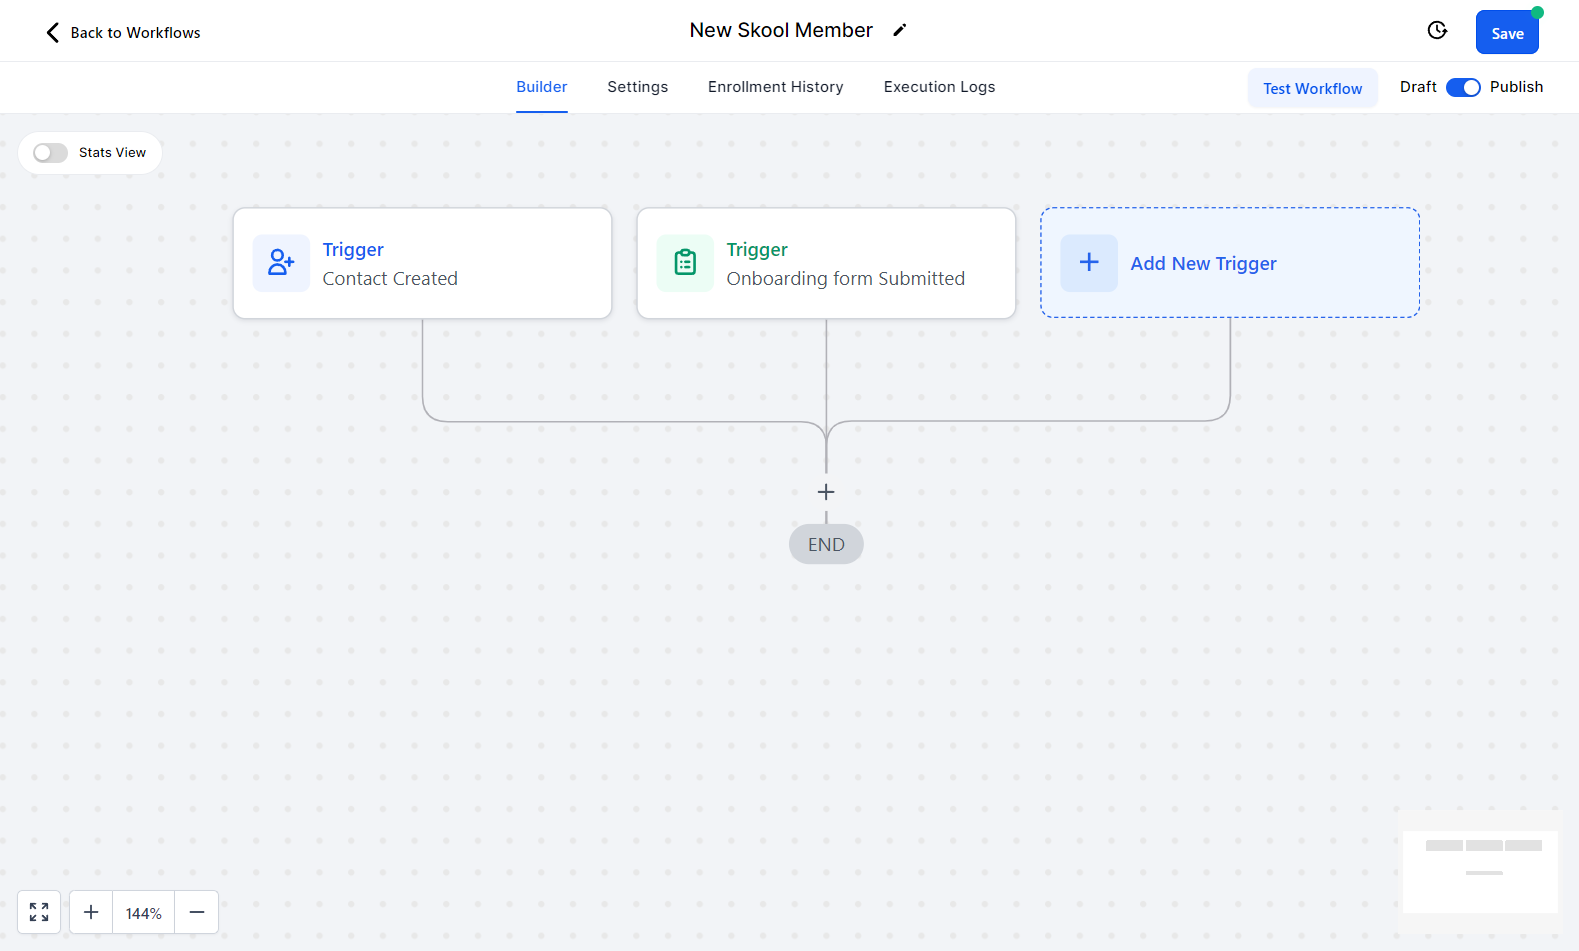 Back to Workflows
New Skool Member
Save
Builder
Settings
Enrollment History
Execution Logs
Test Workflow
Draft
Publish
Stats View
Trigger
Contact Created
Trigger
Onboarding form Submitted
Add New Trigger
END
144%